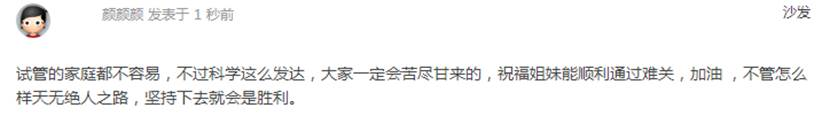 颜颜颜 发表于 1 秒前
沙发
试管的家庭都不容易，不过科学这么发达，大家一定会苦尽甘来的，祝福姐妹能顺利通过难关，加油 ，不管怎么
样天无绝人之路，坚持下去就会是胜利。